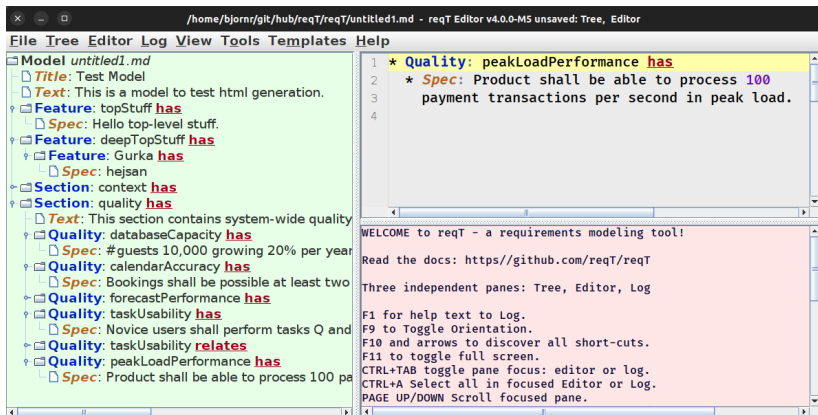 /home/bjornr/git/hub/reqT/reqT/untitled1.md - reqT Editor v4.0.0-M5 unsaved: Tree, Editor
File Tree Editor Log View Tools Templates Help
Model untitled1.md
Title: Test Model
Text: This is a model to test html generation.
Feature: topStuff has
Spec: Hello top-level stuff.
Feature: deepTopStuff has
Feature: Gurka has
Spec: hejsan
Section: context has
Section: quality has
Text: This section contains system-wide quality
Quality: databaseCapacity has
Spec: #guests 10,000 growing 20% per year
Quality: calendarAccuracy has
Spec: Bookings shall be possible at least two
Quality: forecastPerformance has
Quality: taskUsability has
Spec: Novice users shall perform tasks Q and
Quality: taskUsability relates
Quality: peakLoadPerformance has
Spec: Product shall be able to process 100 pa
1 * Quality: peakLoadPerformance has
2 * Spec: Product shall be able to process 100
3 payment transactions per second in peak load.
4
WELCOME to reqT - a requirements modeling tool!
Read the docs: https//github.com/reqT/reqT
Three independent panes: Tree, Editor, Log
F1 for help text to Log.
F9 to Toggle Orientation.
F10 and arrows to discover all short-cuts.
F11 to toggle full screen.
CTRL+TAB toggle pane focus: editor or log.
CTRL+A Select all in focused Editor or Log.
PAGE UP/DOWN Scroll focused pane.